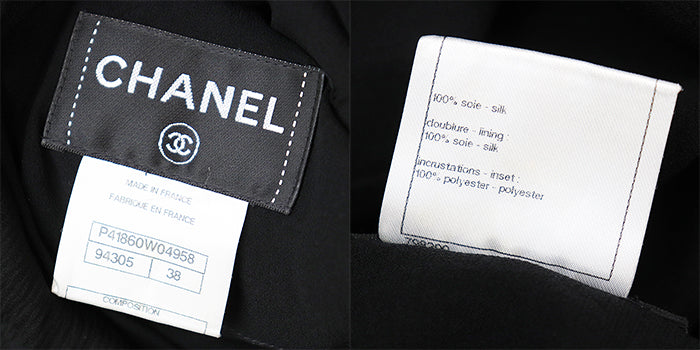 CHANEL
MADE IN FRANCE
FABRIQUE EN FRANCE
P41860W04958
94305 38
COMPOSITION
100% soie - silk
doublure - lining :
100% soie - silk
incrustations - inset :
100% polyester - polyester